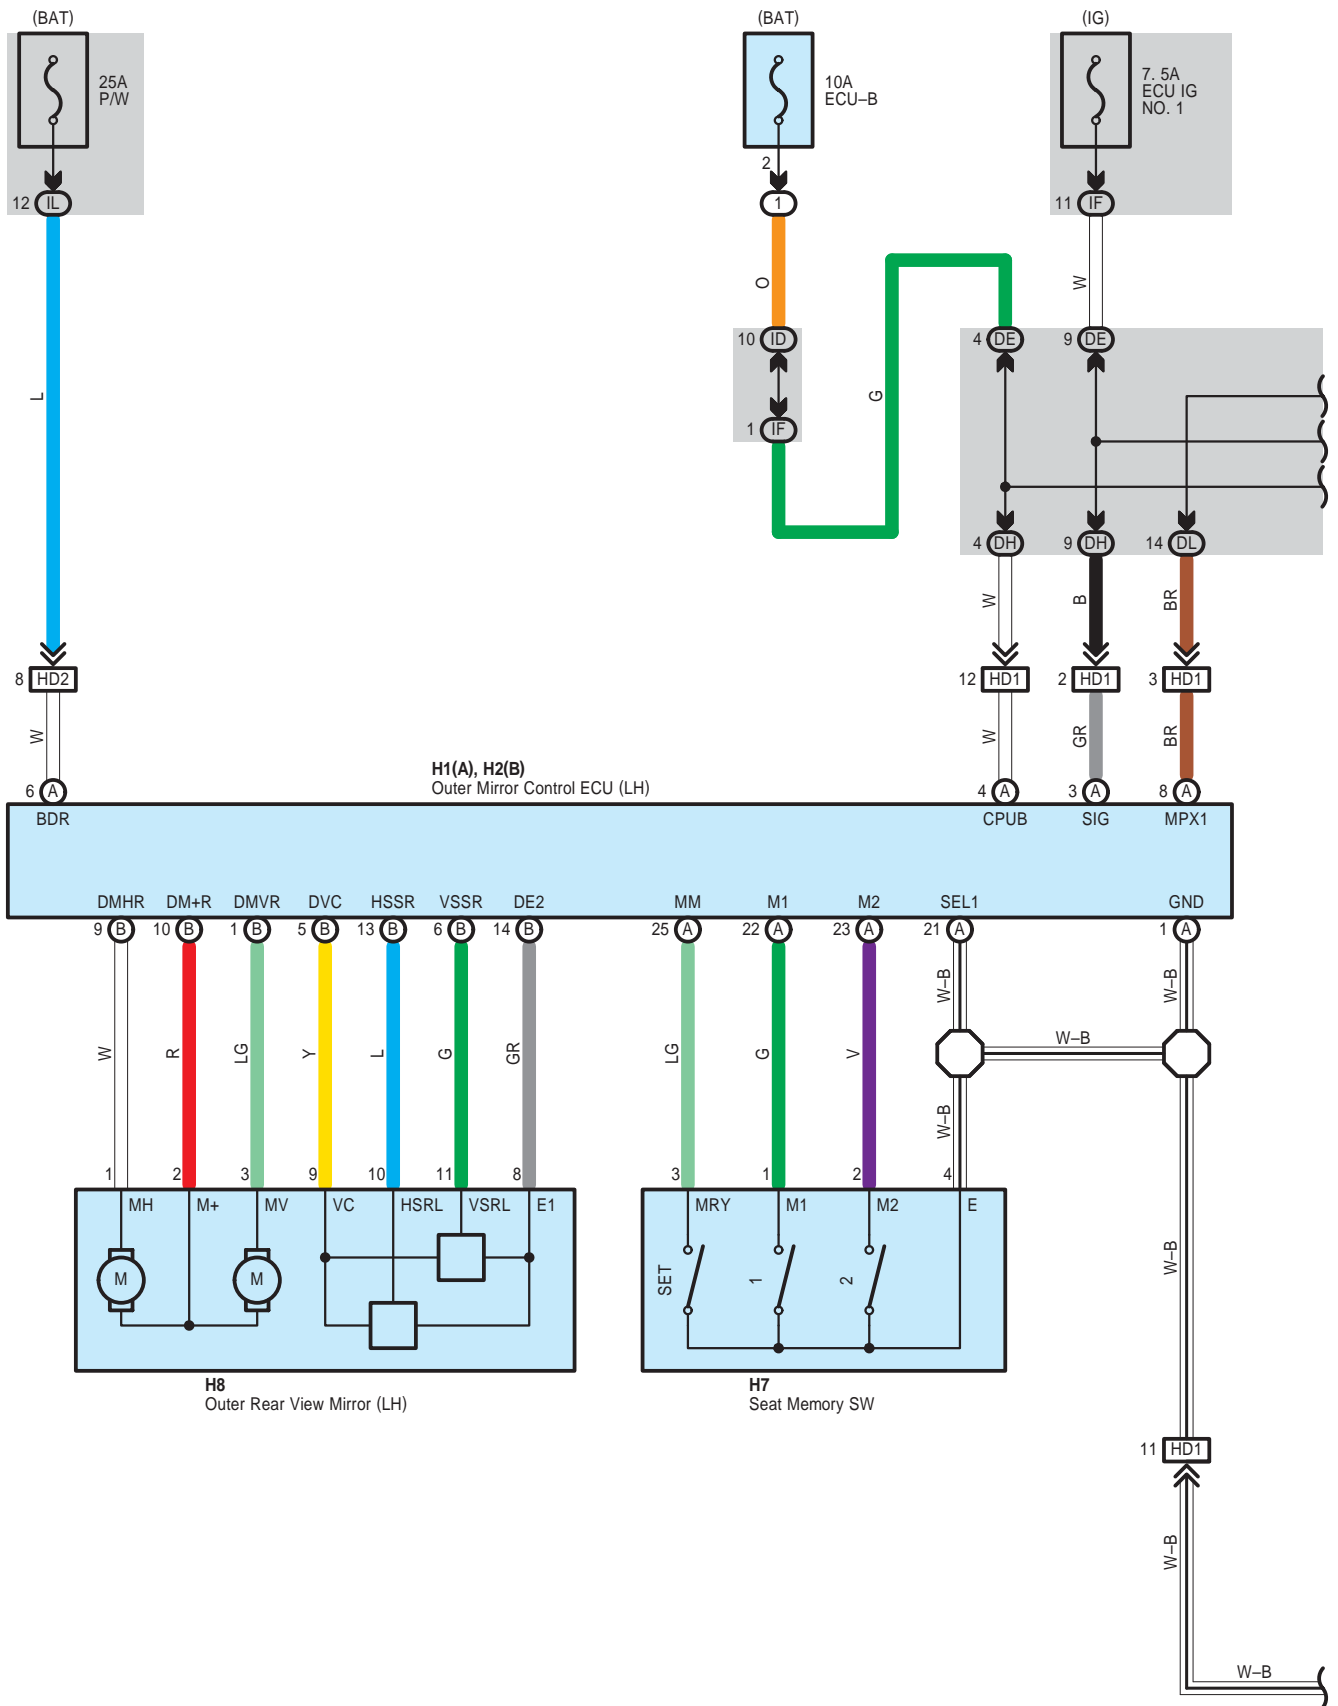 (BAT)
(BAT)
(IG)
25A
P/W
10A
ECU–B
7. 5A
ECU IG
NO. 1
2
12 IL
1
11 IF
L
O
W
10 ID
4 DE
9 DE
G
1 IF
4 DH
9 DH
14 DL
W
B
BR
8 HD2
12 HD1
2 HD1
3 HD1
W
W
GR
BR
H1(A), H2(B)
Outer Mirror Control ECU (LH)
6 A
4 A
3 A
8 A
BDR
CPUB
SIG
MPX1
DMHR
DM+R
DMVR
DVC
HSSR
VSSR
DE2
MM
M1
M2
SEL1
GND
9 B
10 B
1 B
5 B
13 B
6 B
14 B
25 A
22 A
23 A
21 A
1 A
W–B
W–B
W–B
W
R
LG
Y
L
G
GR
LG
G
V
W–B
1
2
3
9
10
11
8
3
1
2
4
MH
M+
MV
VC
HSRL
VSRL
E1
MRY
M1
M2
E
W–B
M
M
SET
1
2
H8
Outer Rear View Mirror (LH)
H7
Seat Memory SW
11 HD1
W–B
W–B